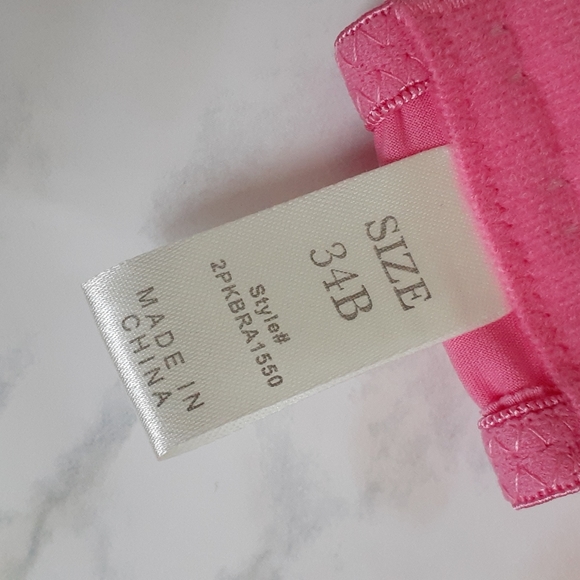 SIZE
34B
Style#
2PKBRA1550
MADE IN
CHINA